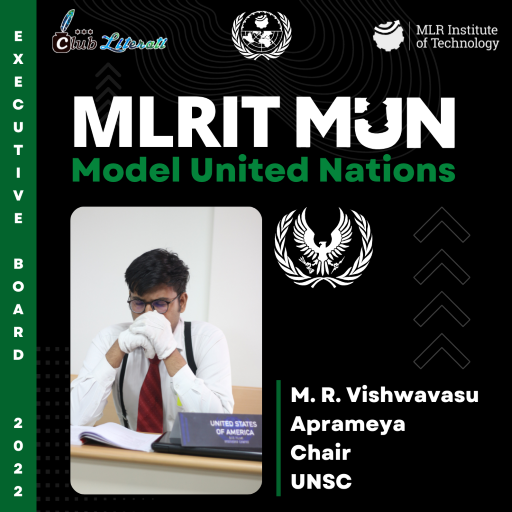 Club Literati
MLR Institute
of Technology
EXECUTIVE BOARD 2022
MLRIT MUN
Model United Nations
UNITED STATES
OF AMERICA
M. R. Vishwavasu
Aprameya
Chair
UNSC